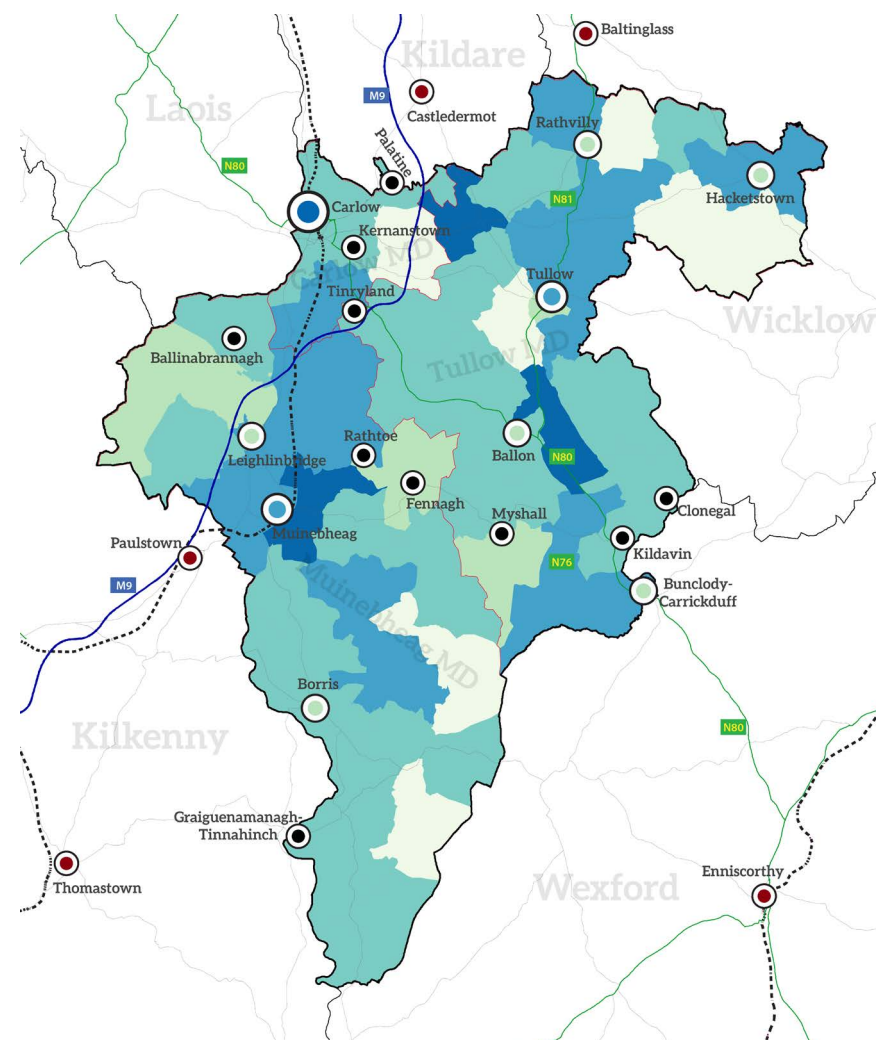 Baltinglass
Kildare
M9
Castledermot
Laois
Rathvilly
Palatine
N80
Hacketstown
N81
Carlow
Kernanstown
Carlow MD
Tullow
Tinryland
Wicklow
Ballinabrannagh
Tullow MD
Rathtoe
Leighlinbridge
Ballon
N80
Fennagh
Myshall
Clonegal
Muinebheag
Paulstown
Kildavin
N76
M9
Bunclody-
Carrickduff
Muinebheag MD
Borris
Kilkenny
N80
Graiguenamanagh-
Tinnahinch
Enniscorthy
Thomastown
Wexford